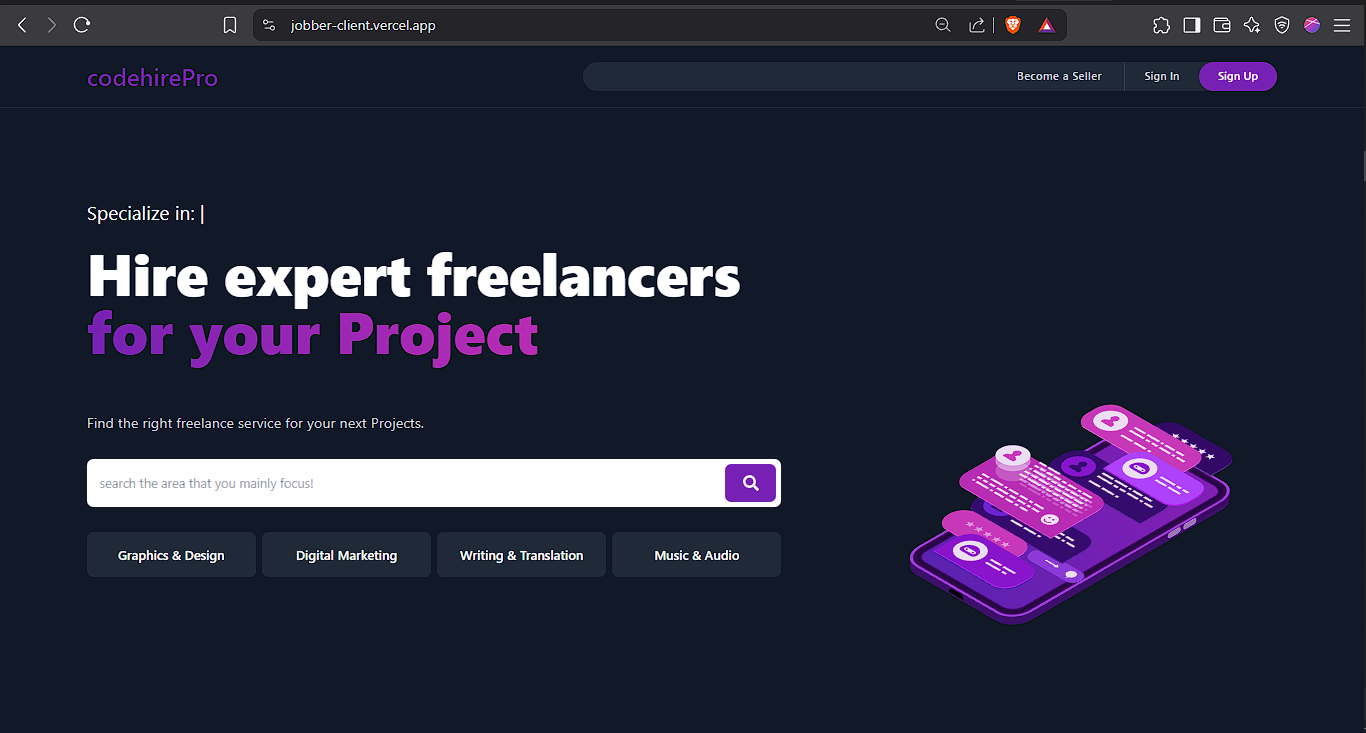 jobber-client.vercel.app
codehirePro
Become a Seller
Sign In
Sign Up
Specialize in: |
Hire expert freelancers
for your Project
Find the right freelance service for your next Projects.
search the area that you mainly focus!
Graphics & Design
Digital Marketing
Writing & Translation
Music & Audio